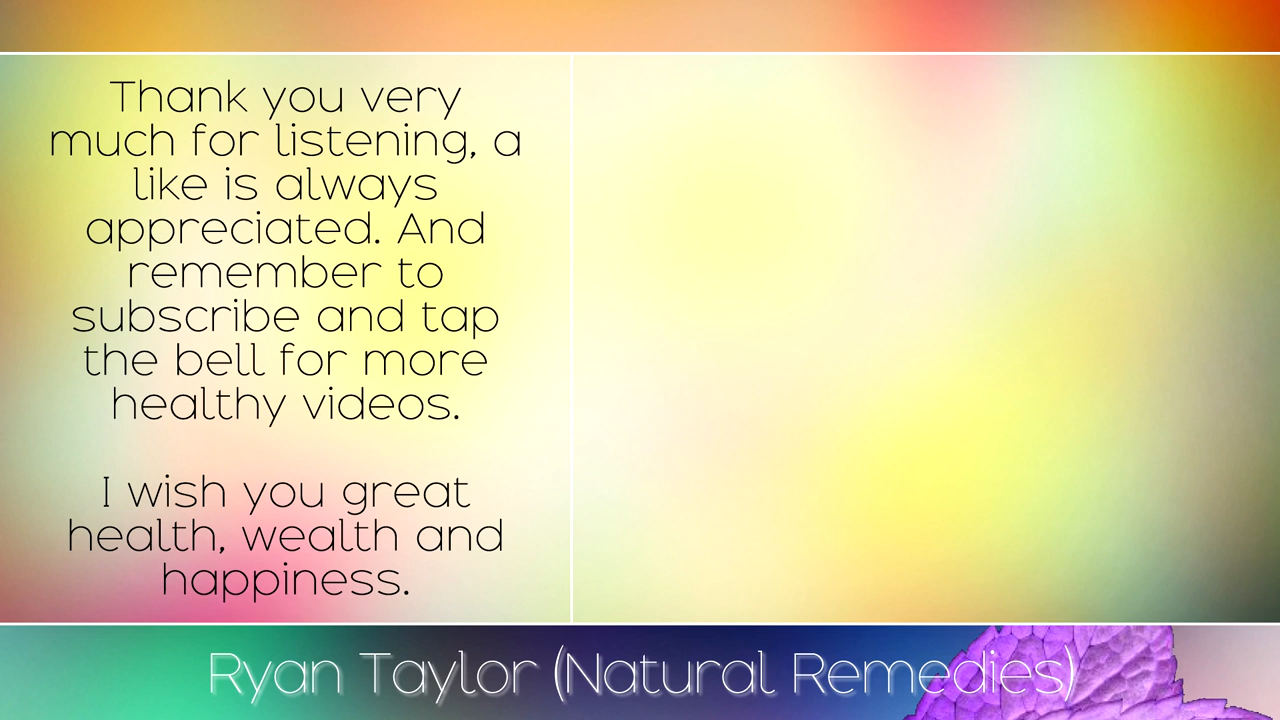 Thank you very
much for listening, a
like is always
appreciated. And
remember to
subscribe and tap
the bell for more
healthy videos.
I wish you great
health, wealth and
happiness.
Ryan Taylor (Natural Remedies)